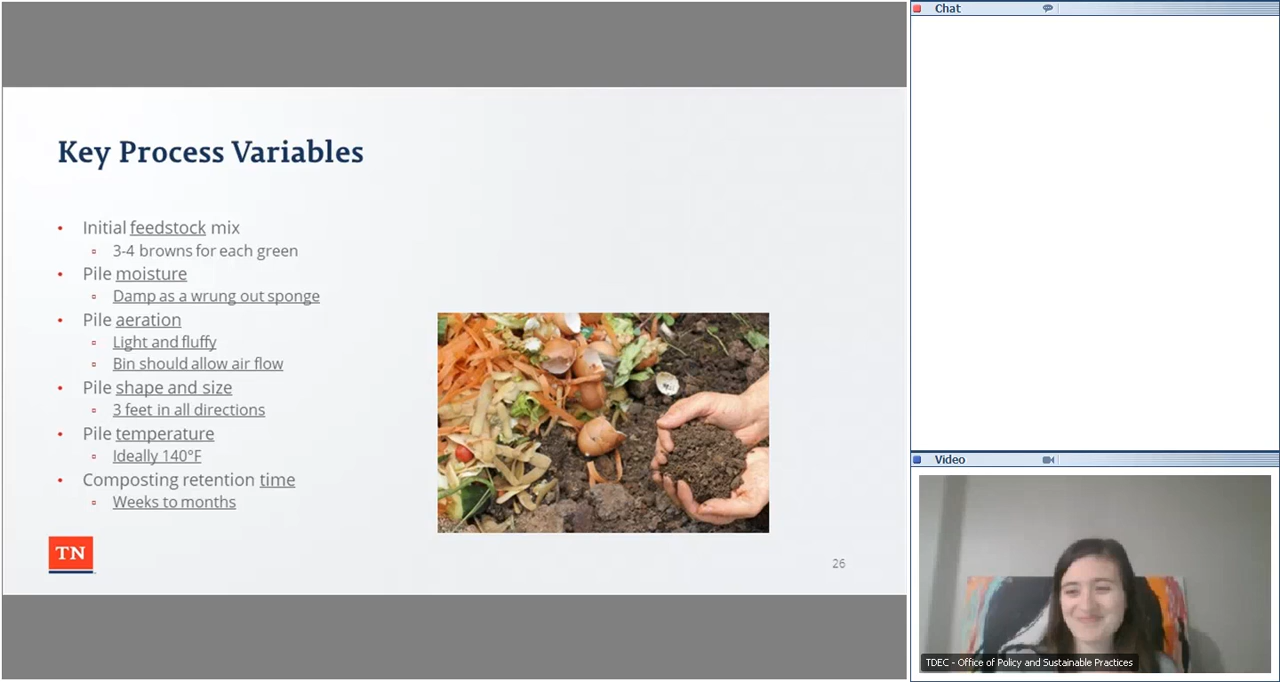 Key Process Variables
• Initial feedstock mix
▫ 3-4 browns for each green
• Pile moisture
▫ Damp as a wrung out sponge
• Pile aeration
▫ Light and fluffy
▫ Bin should allow air flow
• Pile shape and size
▫ 3 feet in all directions
• Pile temperature
▫ Ideally 140°F
• Composting retention time
▫ Weeks to months
TN
26
Chat
Video
TDEC - Office of Policy and Sustainable Practices